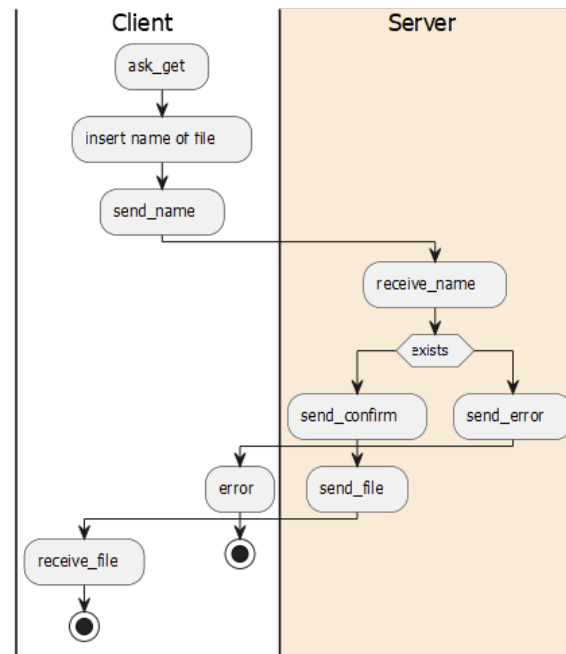 Client
Server
ask_get
insert name of file
send_name
receive_name
exists
send_confirm
send_error
error
send_file
receive_file